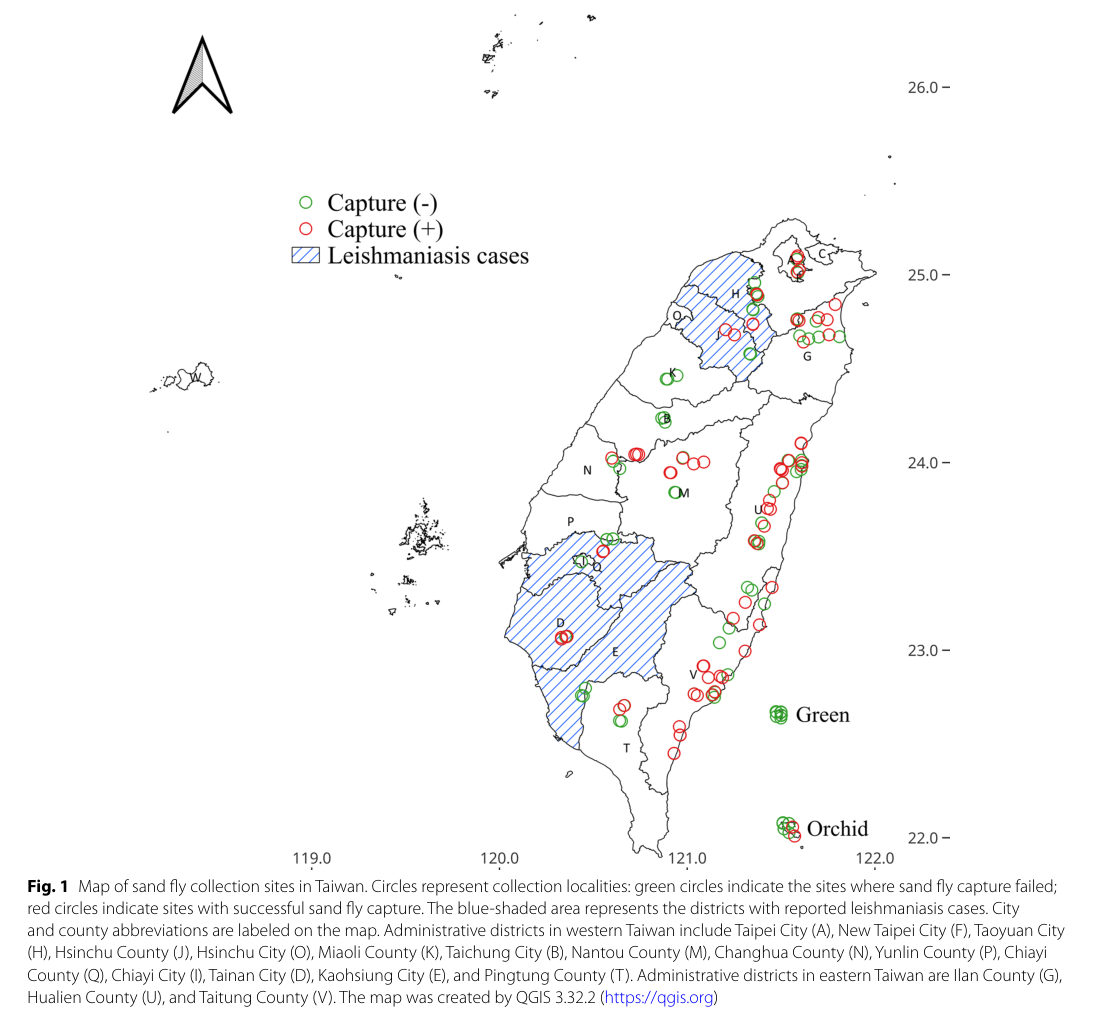 26.0
Capture (-)
Capture (+)
Leishmaniasis cases
C
A
25.0
F
H
O
J
G
K
W
B
24.0
N
M
U
P
I
Q
D
23.0
E
V
Green
T
Orchid
22.0
119.0 120.0 121.0 122.0
Fig. 1 Map of sand fly collection sites in Taiwan. Circles represent collection localities: green circles indicate the sites where sand fly capture failed;
red circles indicate sites with successful sand fly capture. The blue-shaded area represents the districts with reported leishmaniasis cases. City
and county abbreviations are labeled on the map. Administrative districts in western Taiwan include Taipei City (A), New Taipei City (F), Taoyuan City
(H), Hsinchu County (J), Hsinchu City (O), Miaoli County (K), Taichung City (B), Nantou County (M), Changhua County (N), Yunlin County (P), Chiayi
County (Q), Chiayi City (I), Tainan City (D), Kaohsiung City (E), and Pingtung County (T). Administrative districts in eastern Taiwan are Ilan County (G),
Hualien County (U), and Taitung County (V). The map was created by QGIS 3.32.2 (https://qgis.org)